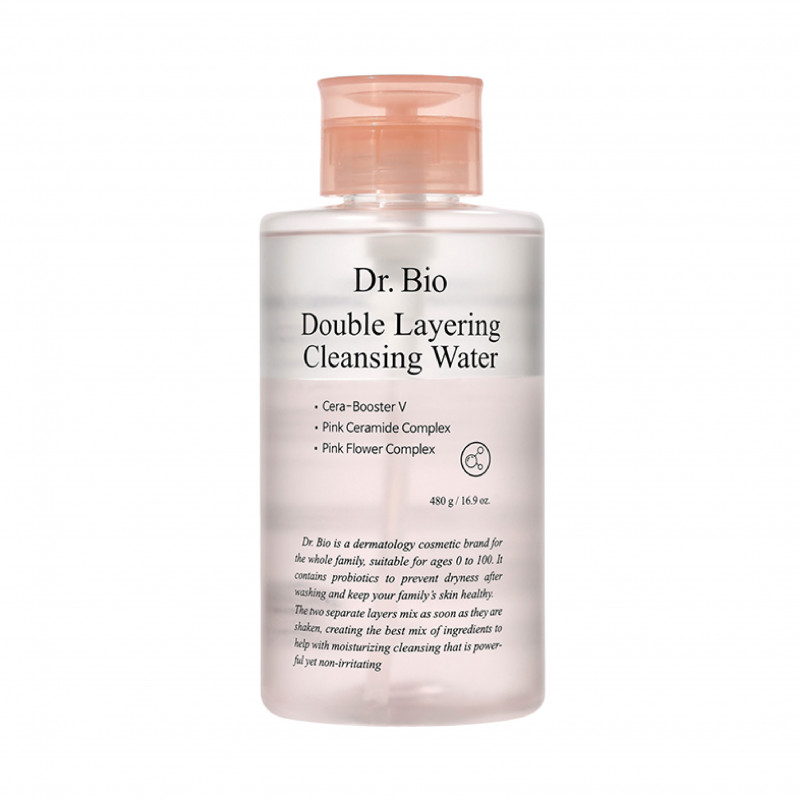 Dr. Bio
Double Layering
Cleansing Water
• Cera-Booster V
• Pink Ceramide Complex
• Pink Flower Complex
480 g / 16.9 oz.
Dr. Bio is a dermatology cosmetic brand for
the whole family, suitable for ages 0 to 100. It
contains probiotics to prevent dryness after
washing and keep your family's skin healthy.
The two separate layers mix as soon as they are
shaken, creating the best mix of ingredients to
help with moisturizing cleansing that is power-
ful yet non-irritating